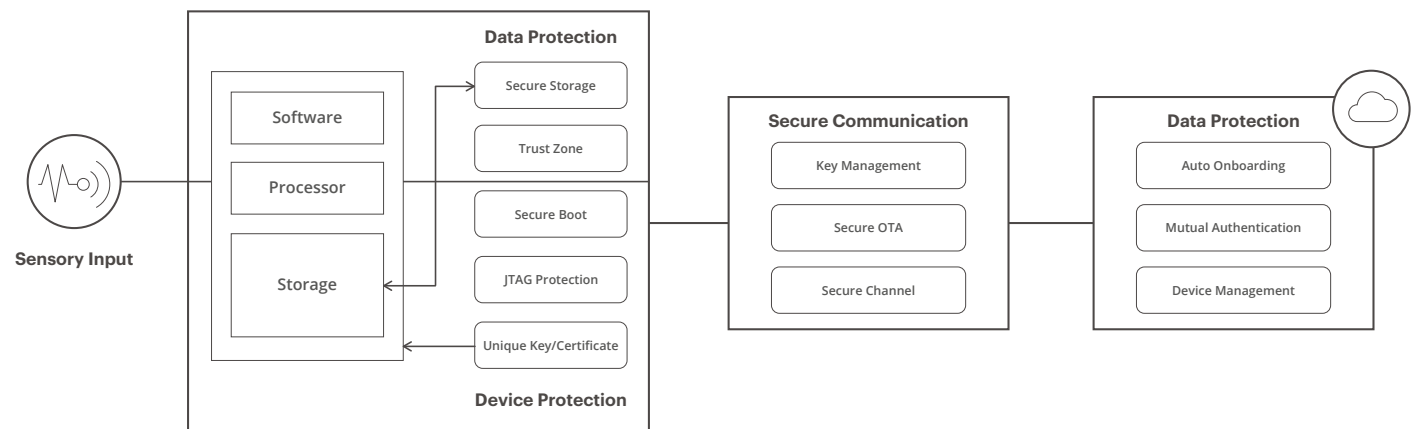 Sensory Input
Software
Processor
Storage
Data Protection
Secure Storage
Trust Zone
Secure Boot
JTAG Protection
Unique Key/Certificate
Device Protection
Secure Communication
Key Management
Secure OTA
Secure Channel
Data Protection
Auto Onboarding
Mutual Authentication
Device Management